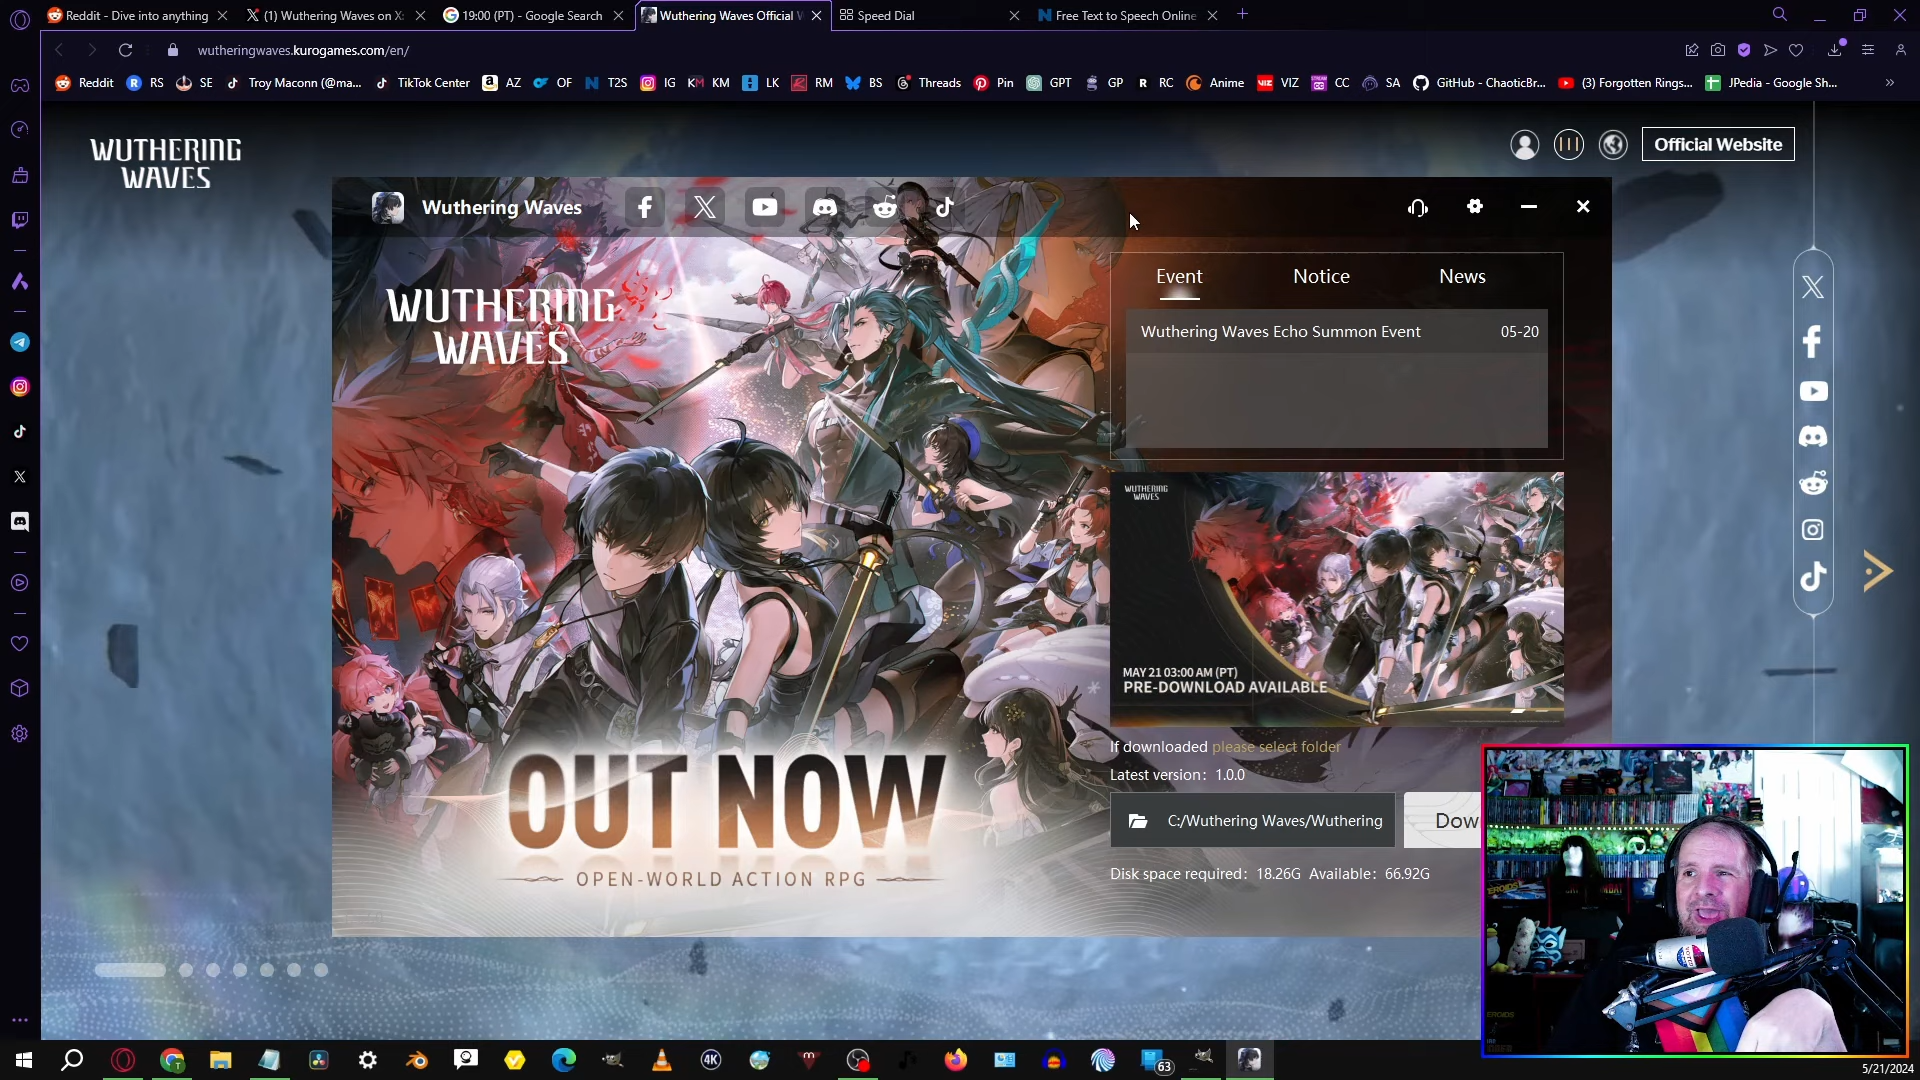 Reddit - Dive into anything
(1) Wuthering Waves on X:
19:00 (PT) - Google Search
Wuthering Waves Official W
Speed Dial
Free Text to Speech Online
wutheringwaves.kurogames.com/en/
Reddit
RS
SE
Troy Maconn (@ma...
TikTok Center
AZ
OF
T2S
IG
KM
LK
RM
BS
Threads
Pin
GPT
GP
RC
Anime
VIZ
CC
SA
GitHub - ChaoticBr...
(3) Forgotten Rings...
JPedia - Google Sh...
WUTHERING
WAVES
Official Website
Wuthering Waves
WUTHERING
WAVES
Event
Notice
News
Wuthering Waves Echo Summon Event
05-20
WUTHERING
WAVES
MAY 21 03:00 AM (PT)
PRE-DOWNLOAD AVAILABLE
OUT NOW
OPEN-WORLD ACTION RPG
If downloaded please select folder
Latest version: 1.0.0
C:/Wuthering Waves/Wuthering
Dow
Disk space required: 18.26G Available: 66.92G
4K
63
5/21/2024